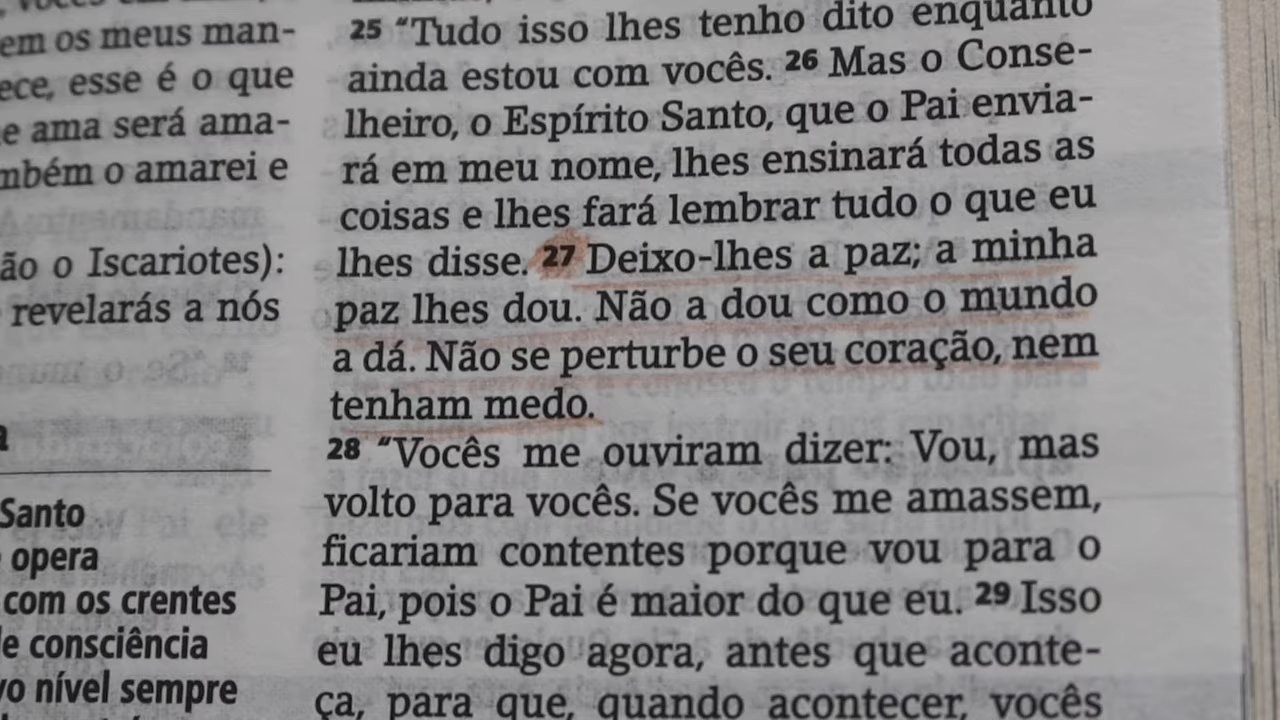 em os meus man-
ece, esse é o que
e ama será ama-
mbém o amarei e
ão o Iscariotes):
revelarás a nós
Santo
opera
com os crentes
e consciência
vo nível sempre
25 “Tudo isso lhes tenho dito enquanto
ainda estou com vocês. 26 Mas o Conse-
lheiro, o Espírito Santo, que o Pai envia-
rá em meu nome, lhes ensinará todas as
coisas e lhes fará lembrar tudo o que eu
lhes disse. 27 Deixo-lhes a paz; a minha
paz lhes dou. Não a dou como o mundo
a dá. Não se perturbe o seu coração, nem
tenham medo.
28 “Vocês me ouviram dizer: Vou, mas
volto para vocês. Se vocês me amassem,
ficariam contentes porque vou para o
Pai, pois o Pai é maior do que eu. 29 Isso
eu lhes digo agora, antes que aconte-
ça, para que, quando acontecer, vocês